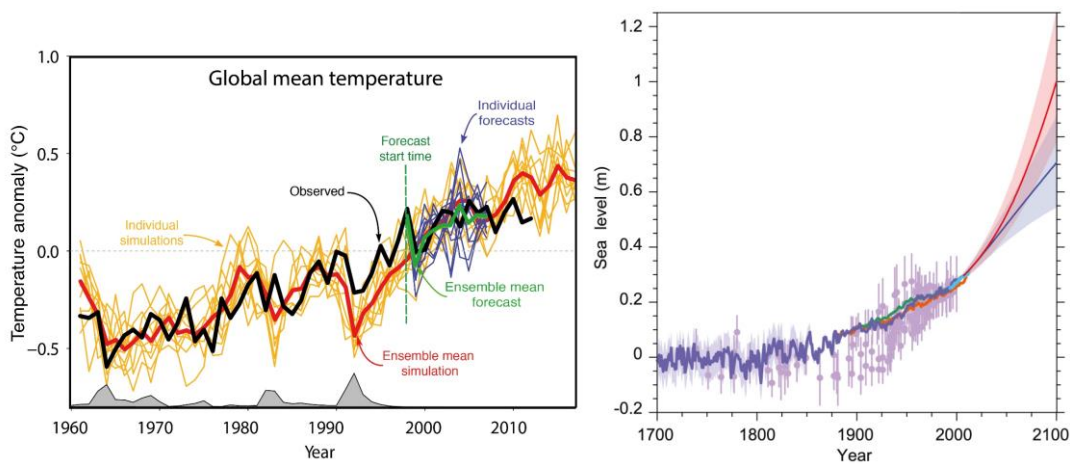 Global mean temperature
Temperature anomaly (°C)
1.0
0.5
0.0
−0.5
Individual
simulations
Observed
Forecast
start time
Individual
forecasts
Ensemble mean
forecast
Ensemble mean
simulation
1960
1970
1980
1990
2000
2010
Year
Sea level (m)
1.2
1
0.8
0.6
0.4
0.2
0
-0.2
1700
1800
1900
2000
2100
Year